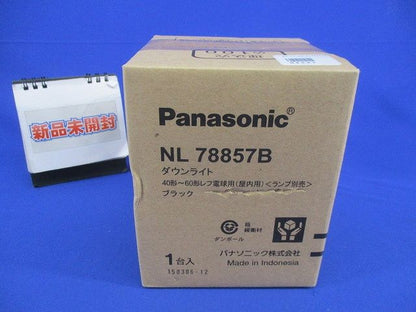 新品未開封
Panasonic®
NL 78857B
ダウンライト
40形〜60形レフ電球用(屋内用)<ランプ別売>
ブラック
ダンボール
1台入
パナソニック株式会社
Made in Indonesia
150386-12